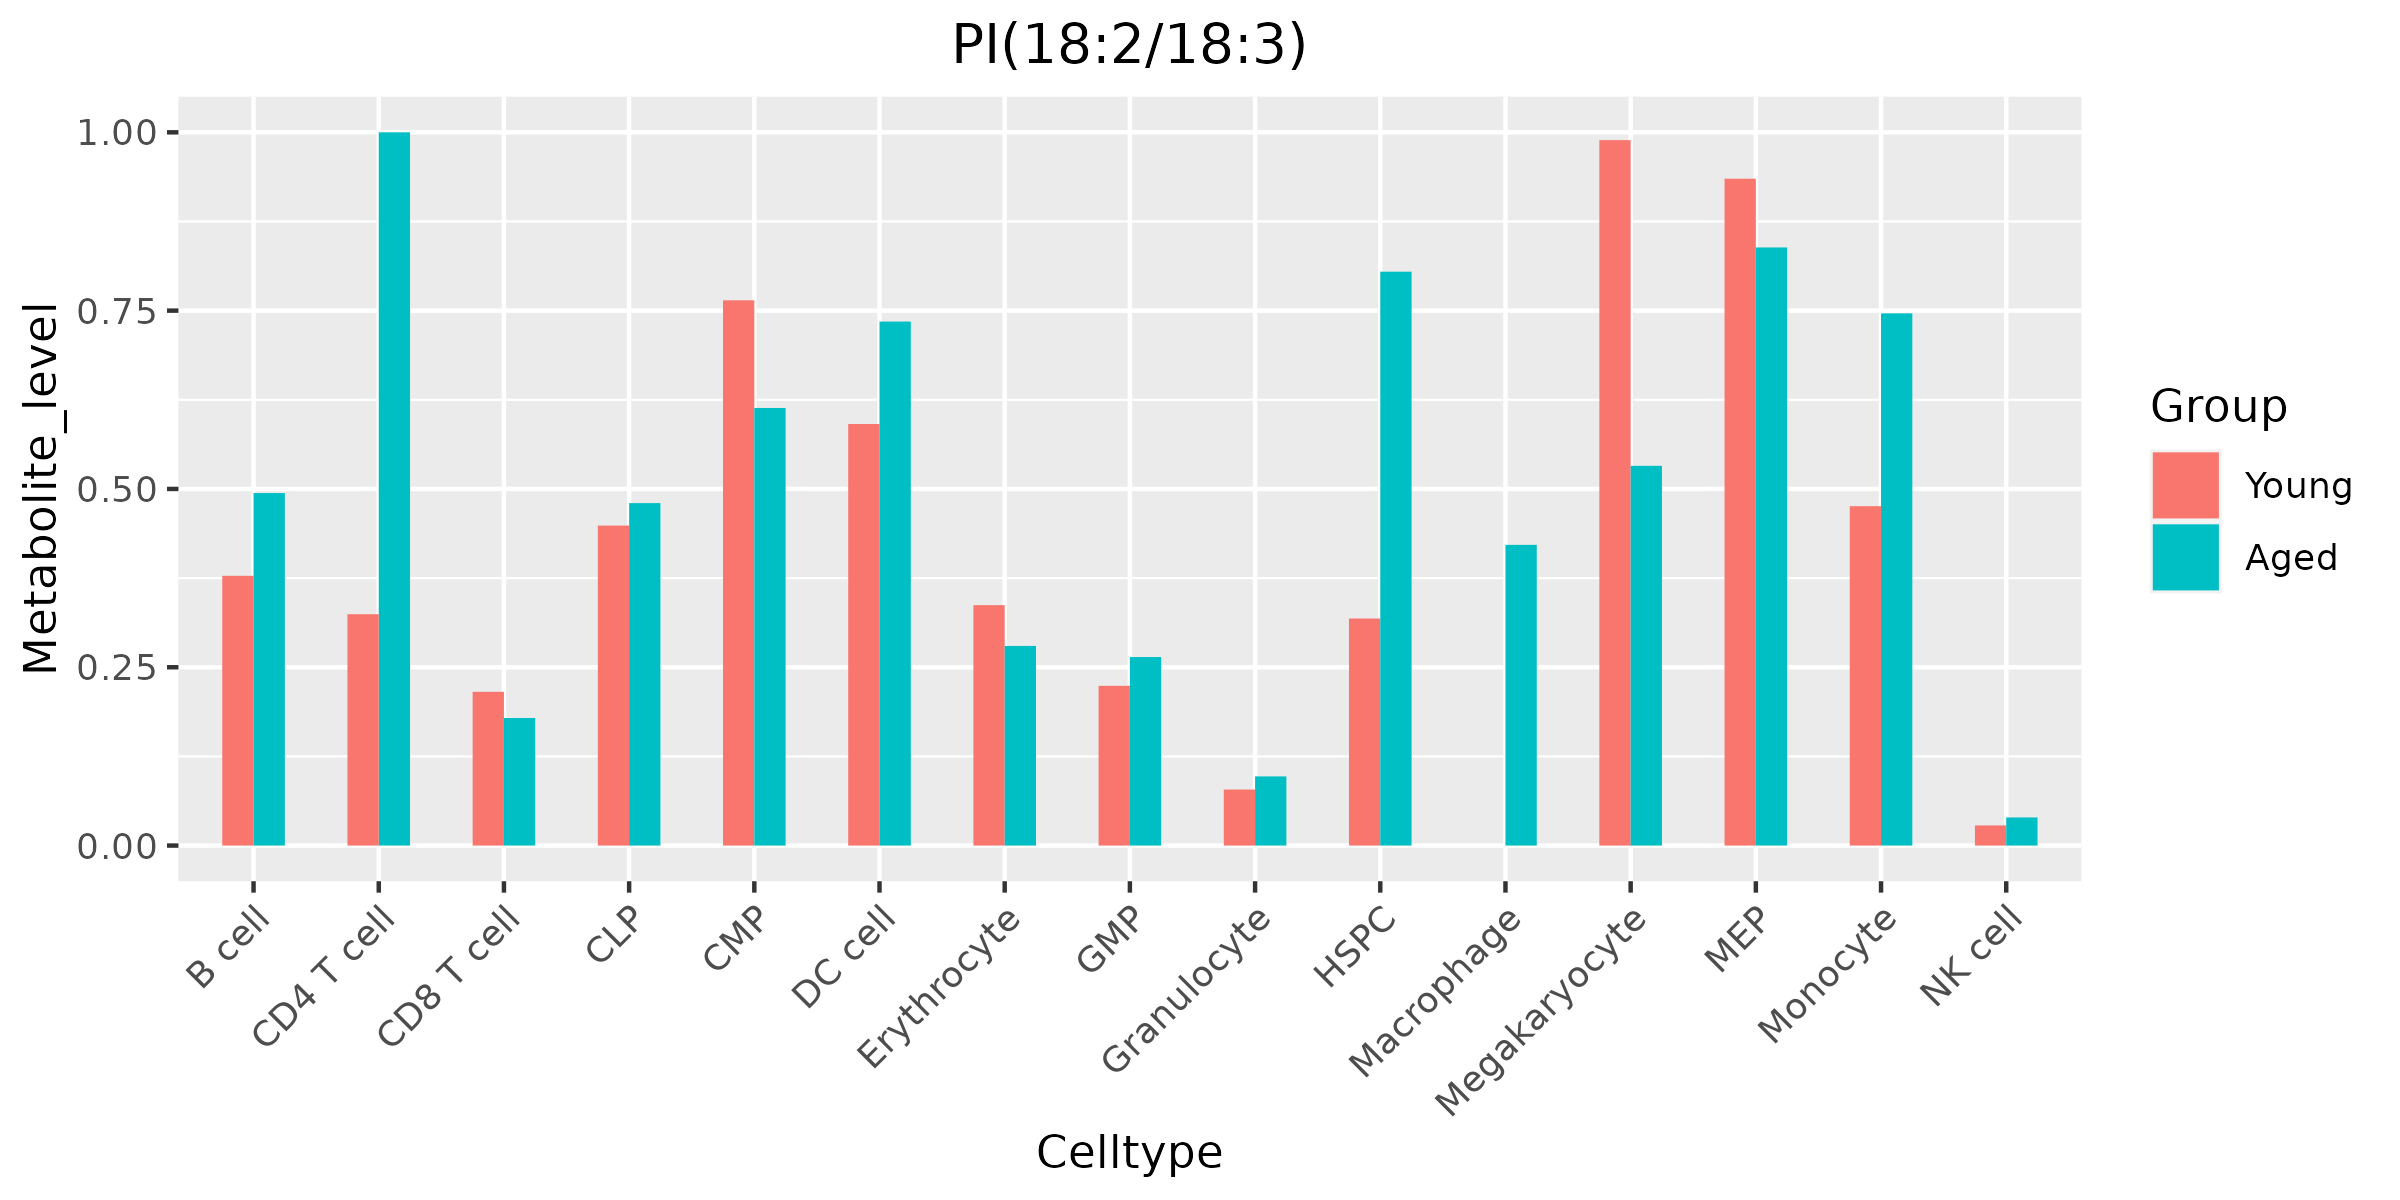 PI(18:2/18:3)
Metabolite_level
1.00
0.75
0.50
0.25
0.00
B cell
CD4 T cell
CD8 T cell
CLP
CMP
DC cell
Erythrocyte
GMP
Granulocyte
HSPC
Macrophage
Megakaryocyte
MEP
Monocyte
NK cell
Celltype
Group
Young
Aged